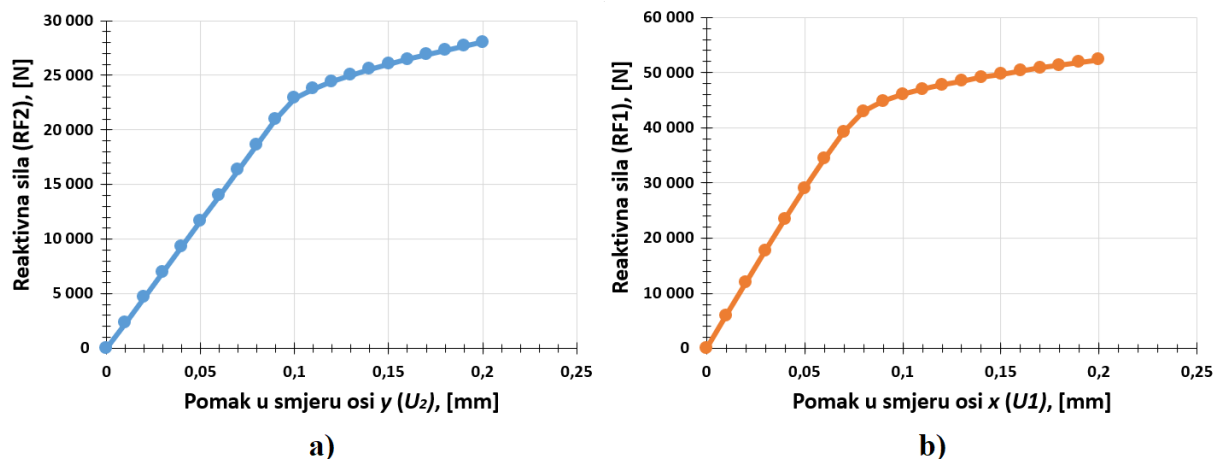 30 000
25 000
20 000
15 000
10 000
5 000
0
Reaktivna sila (RF2), [N]
0 0,05 0,1 0,15 0,2 0,25
Pomak u smjeru osi y (U₂), [mm]
a)
60 000
50 000
40 000
30 000
20 000
10 000
0
Reaktivna sila (RF1), [N]
0 0,05 0,1 0,15 0,2 0,25
Pomak u smjeru osi x (U1), [mm]
b)